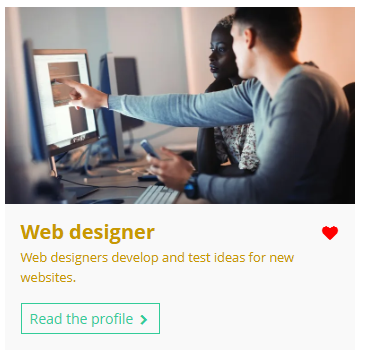 Web designer
Web designers develop and test ideas for new
websites.
Read the profile